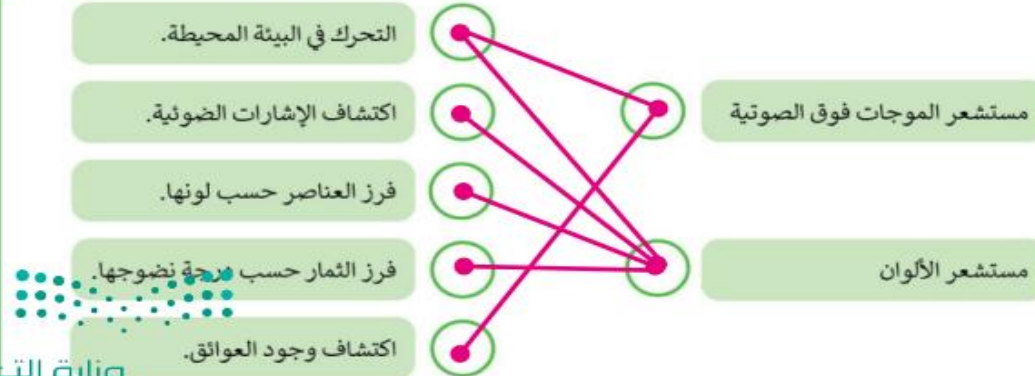 مستشعر الموجات فوق الصوتية
مستشعر الألوان
التحرك في البيئة المحيطة.
اكتشاف الإشارات الضوئية.
فرز العناصر حسب لونها.
فرز الثمار حسب درجة نضوجها.
اكتشاف وجود العوائق.
وزارة